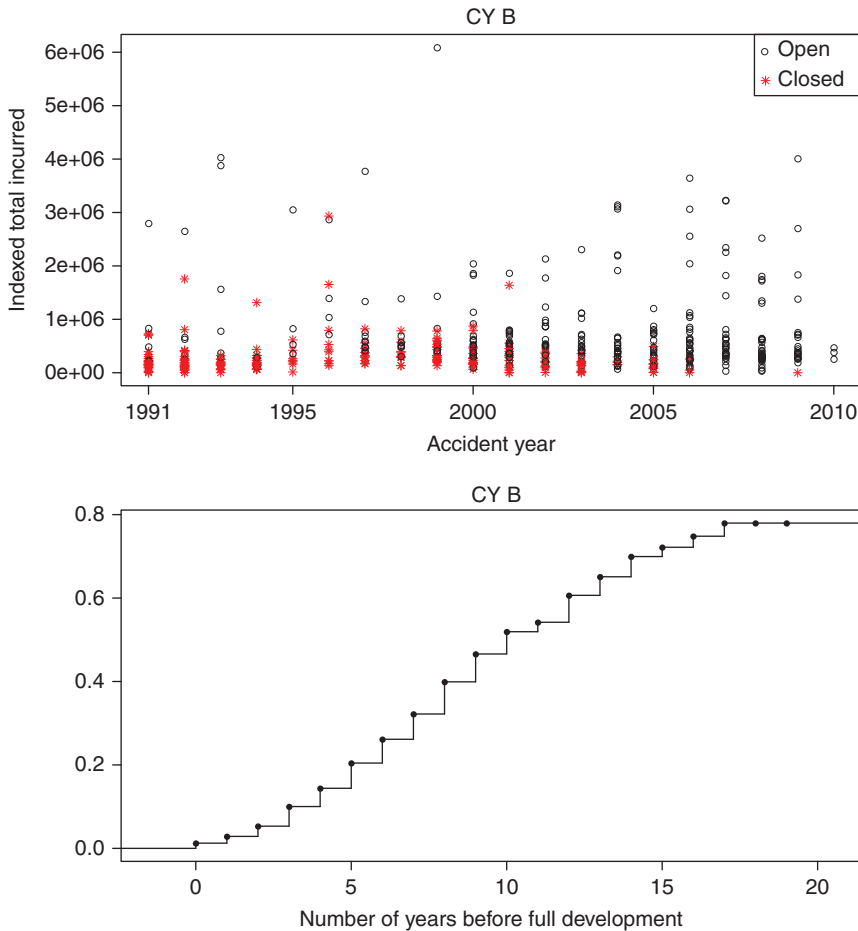 CY B
Open
Closed
6e+06
5e+06
4e+06
3e+06
2e+06
1e+06
0e+00
Indexed total incurred
1991 1995 2000 2005 2010
Accident year
CY B
0.8
0.6
0.4
0.2
0.0
0 5 10 15 20
Number of years before full development